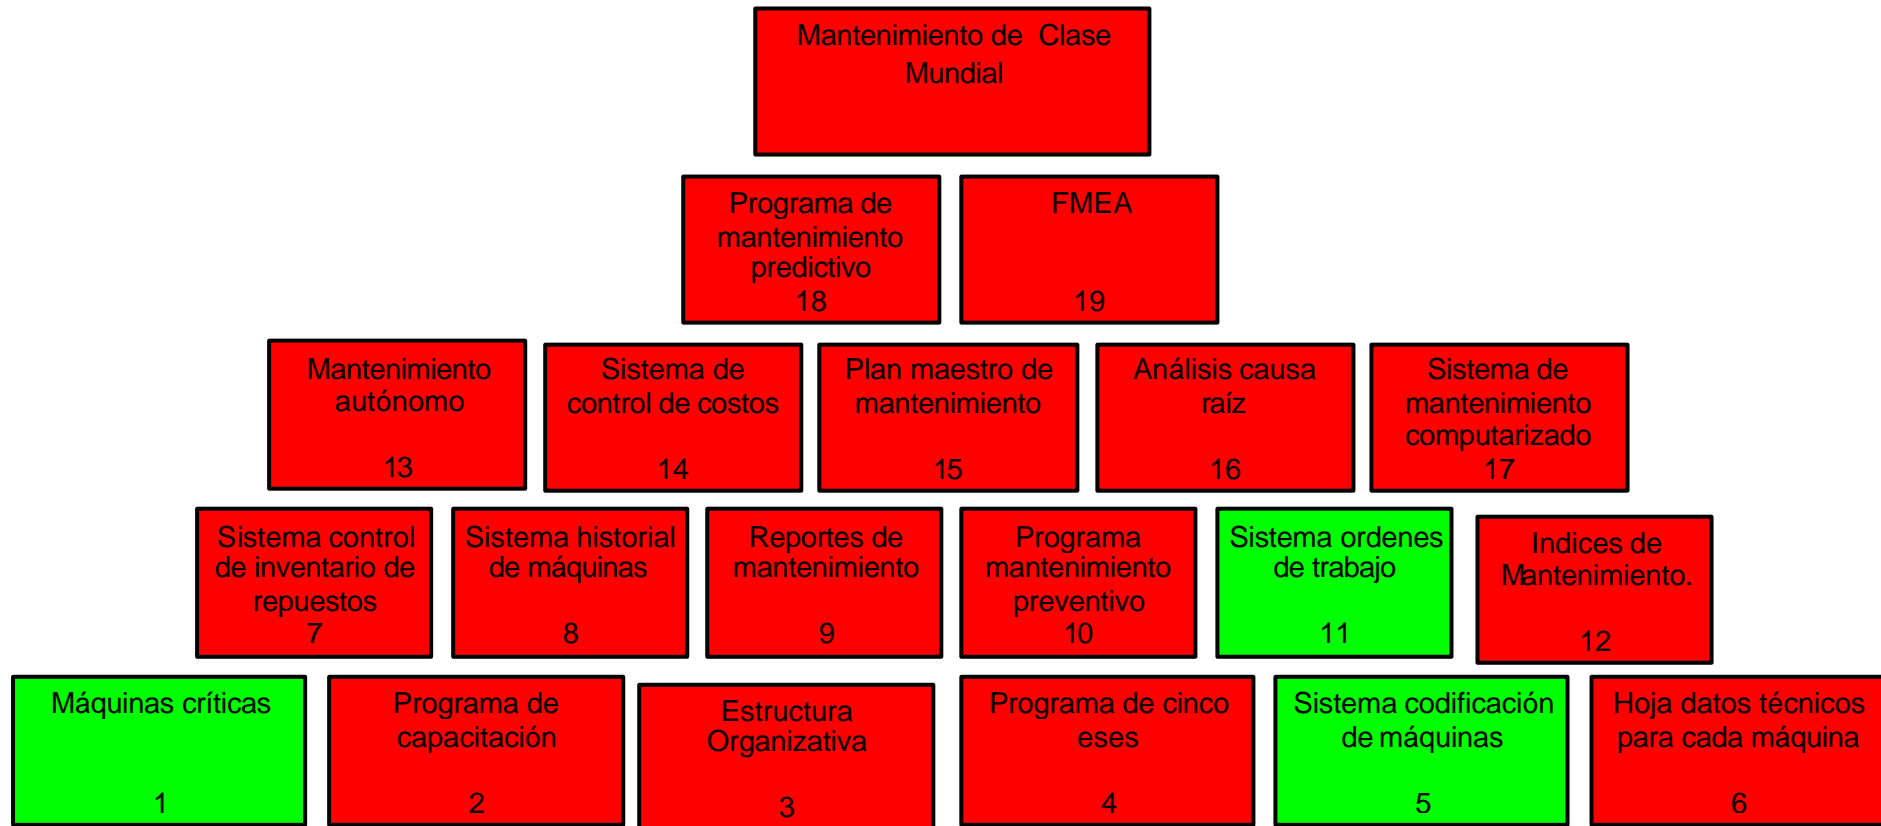 Mantenimiento de  Clase
Mundial
Programa de
mantenimiento
predictivo
18
FMEA
19
Mantenimiento
autónomo
13
Sistema de
control de costos
14
Plan maestro de
mantenimiento
15
Análisis causa
raíz
16
Sistema de
mantenimiento
computarizado
17
Sistema control
de inventario de
repuestos
7
Sistema historial
de máquinas
8
Reportes de
mantenimiento
9
Programa
mantenimiento
preventivo
10
Sistema ordenes
de trabajo
11
Indices de
Mantenimiento.
12
Máquinas críticas
1
Programa de
capacitación
2
Estructura
Organizativa
3
Programa de cinco
eses
4
Sistema codificación
de máquinas
5
Hoja datos técnicos
para cada máquina
6